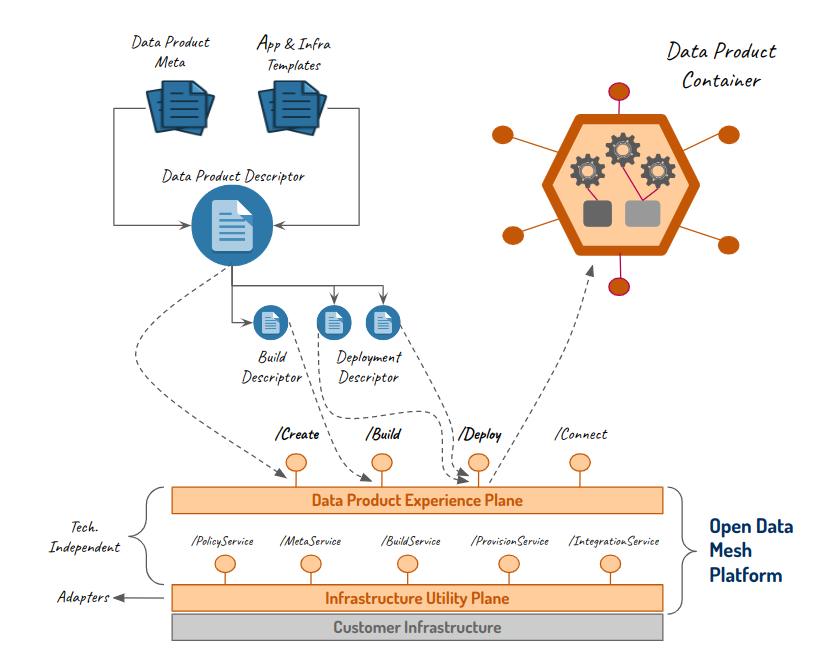 Data Product
Meta
App & Infra
Templates
Data Product
Container
Data Product Descriptor
Build
Descriptor
Deployment
Descriptor
/Create
/Build
/Deploy
/Connect
Data Product Experience Plane
Tech.
Independent
/PolicyService
/MetaService
/BuildService
/ProvisionService
/IntegrationService
Open Data
Mesh
Platform
Adapters
Infrastructure Utility Plane
Customer Infrastructure